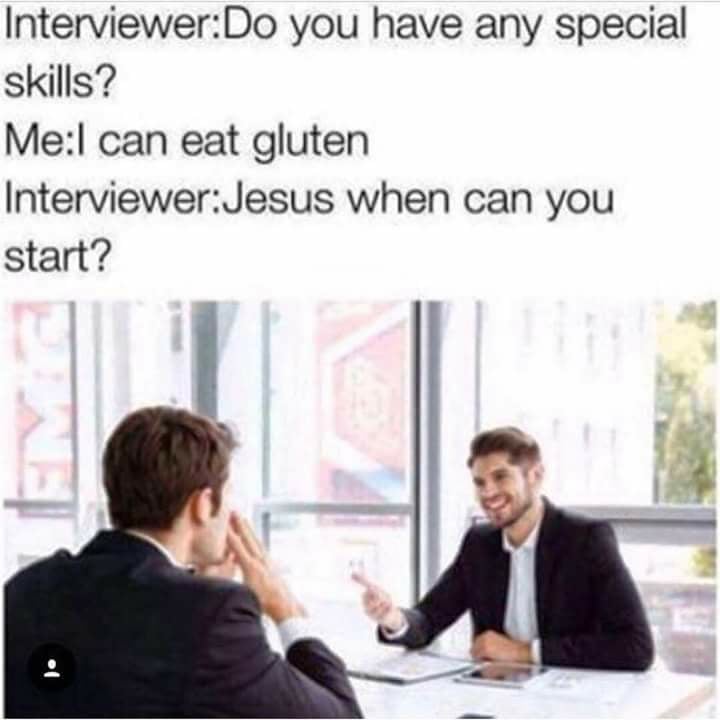 Interviewer:Do you have any special
skills?
Me:I can eat gluten
Interviewer:Jesus when can you
start?